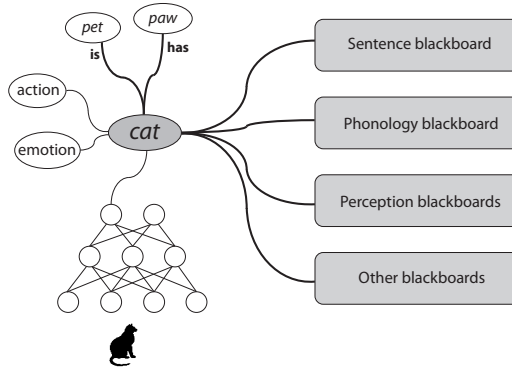 pet
paw
is
has
action
emotion
cat
Sentence blackboard
Phonology blackboard
Perception blackboards
Other blackboards